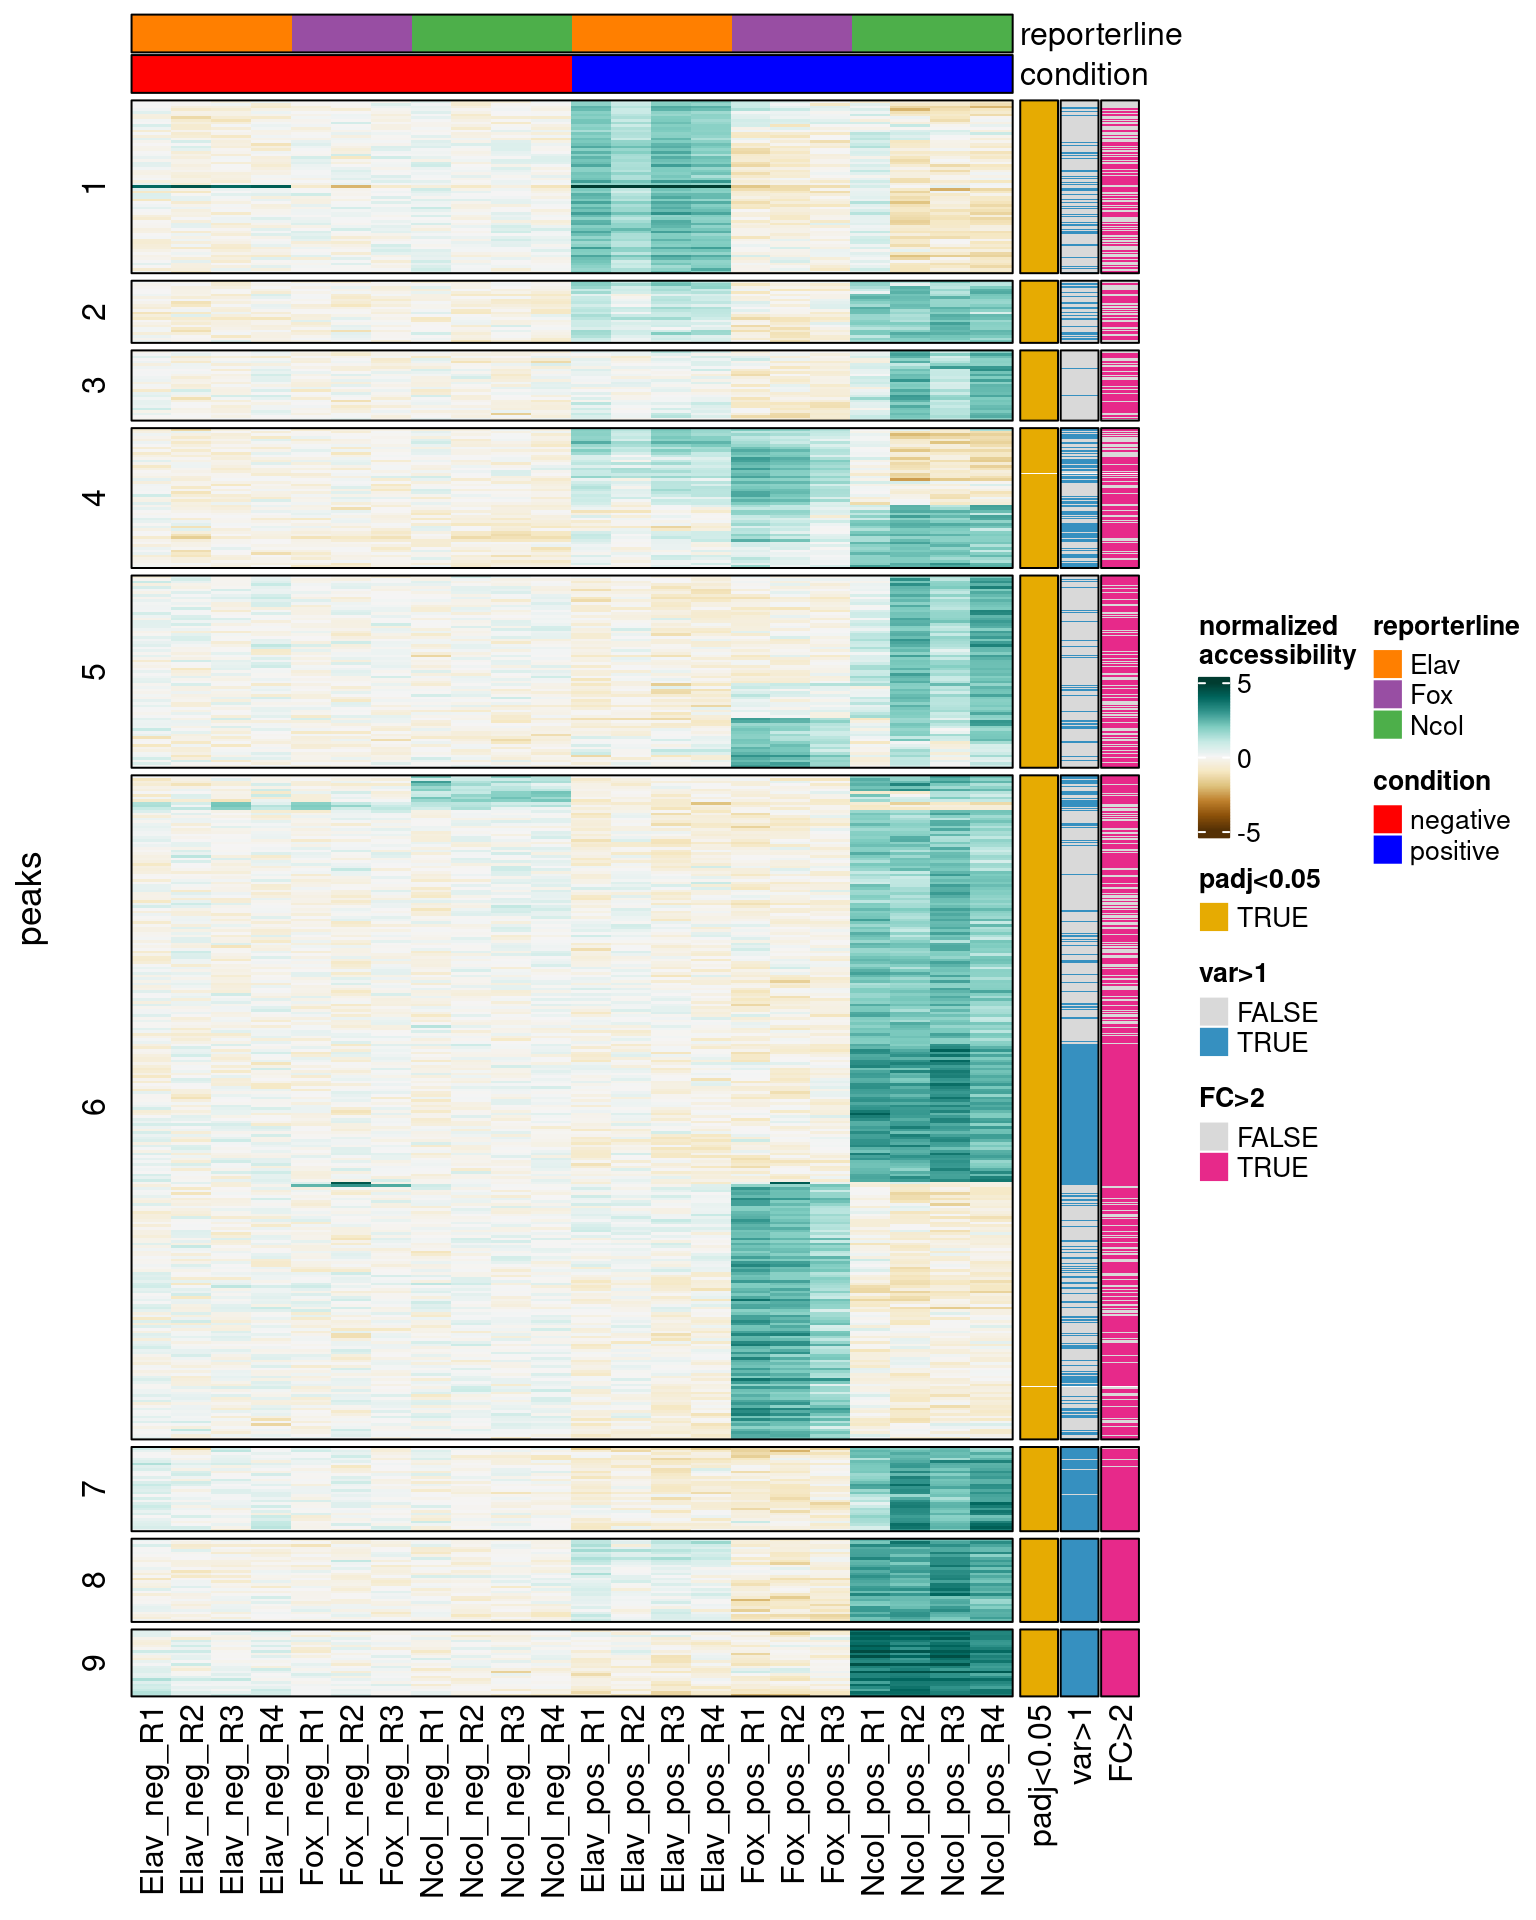 reporterline
condition
1
2
3
4
5
6
7
8
9
peaks
normalized
accessibility
5
0
-5
padj<0.05
TRUE
var>1
FALSE
TRUE
FC>2
FALSE
TRUE
reporterline
Elav
Fox
Ncol
condition
negative
positive
Elav_neg_R1
Elav_neg_R2
Elav_neg_R3
Elav_neg_R4
Fox_neg_R1
Fox_neg_R2
Fox_neg_R3
Ncol_neg_R1
Ncol_neg_R2
Ncol_neg_R3
Ncol_neg_R4
Elav_pos_R1
Elav_pos_R2
Elav_pos_R3
Elav_pos_R4
Fox_pos_R1
Fox_pos_R2
Fox_pos_R3
Ncol_pos_R1
Ncol_pos_R2
Ncol_pos_R3
Ncol_pos_R4
padj<0.05
var>1
FC>2